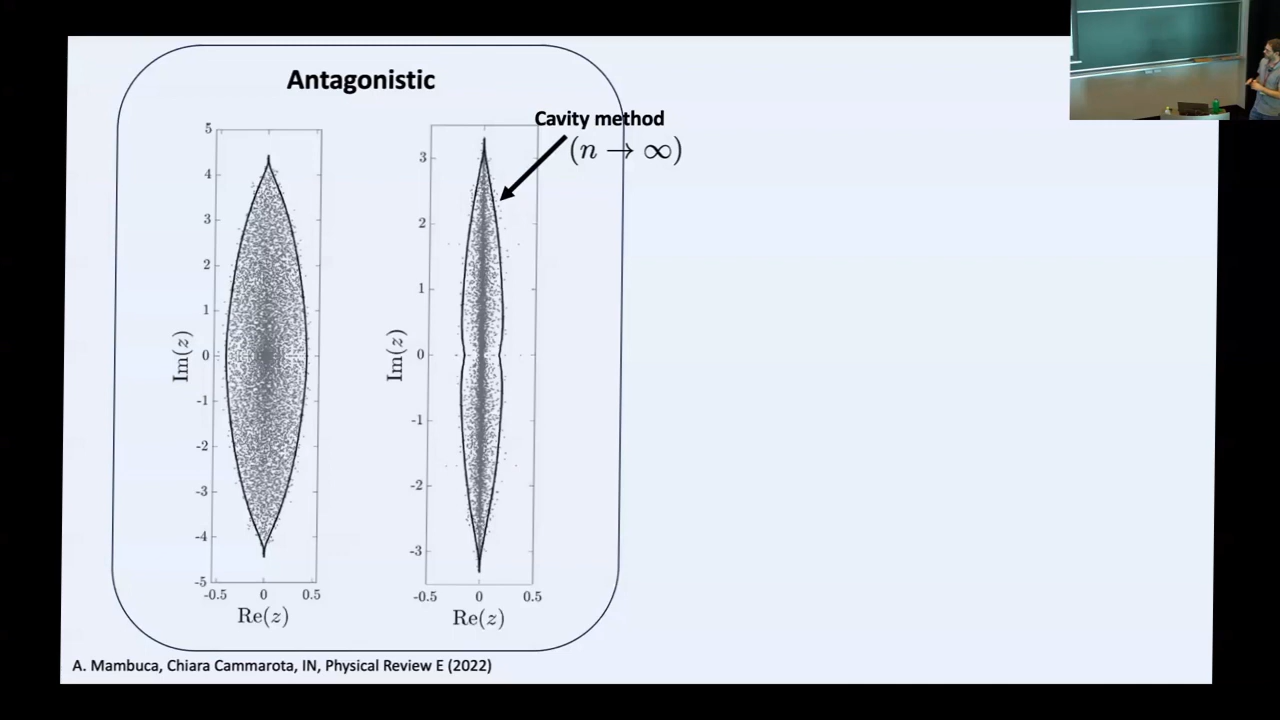 Antagonistic
Cavity method
(n → ∞)
5
4
3
2
1
0
-1
-2
-3
-4
-5
Im(z)
-0.5 0 0.5
Re(z)
3
2
1
0
-1
-2
-3
Im(z)
-0.5 0 0.5
Re(z)
A. Mambuca, Chiara Cammarota, IN, Physical Review E (2022)